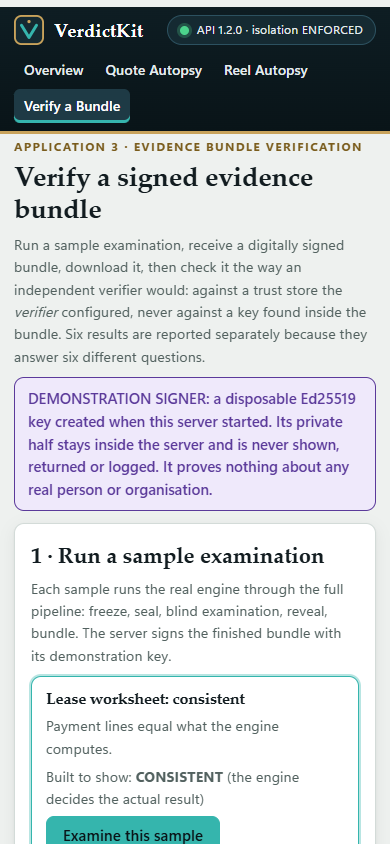 VerdictKit
API 1.2.0 · isolation ENFORCED
Overview Quote Autopsy Reel Autopsy
Verify a Bundle
APPLICATION 3 · EVIDENCE BUNDLE VERIFICATION
Verify a signed evidence
bundle
Run a sample examination, receive a digitally signed
bundle, download it, then check it the way an
independent verifier would: against a trust store the
verifier configured, never against a key found inside the
bundle. Six results are reported separately because they
answer six different questions.
DEMONSTRATION SIGNER: a disposable Ed25519
key created when this server started. Its private
half stays inside the server and is never shown,
returned or logged. It proves nothing about any
real person or organisation.
1 · Run a sample examination
Each sample runs the real engine through the full
pipeline: freeze, seal, blind examination, reveal,
bundle. The server signs the finished bundle with
its demonstration key.
Lease worksheet: consistent
Payment lines equal what the engine
computes.
Built to show: CONSISTENT (the engine
decides the actual result)
Examine this sample